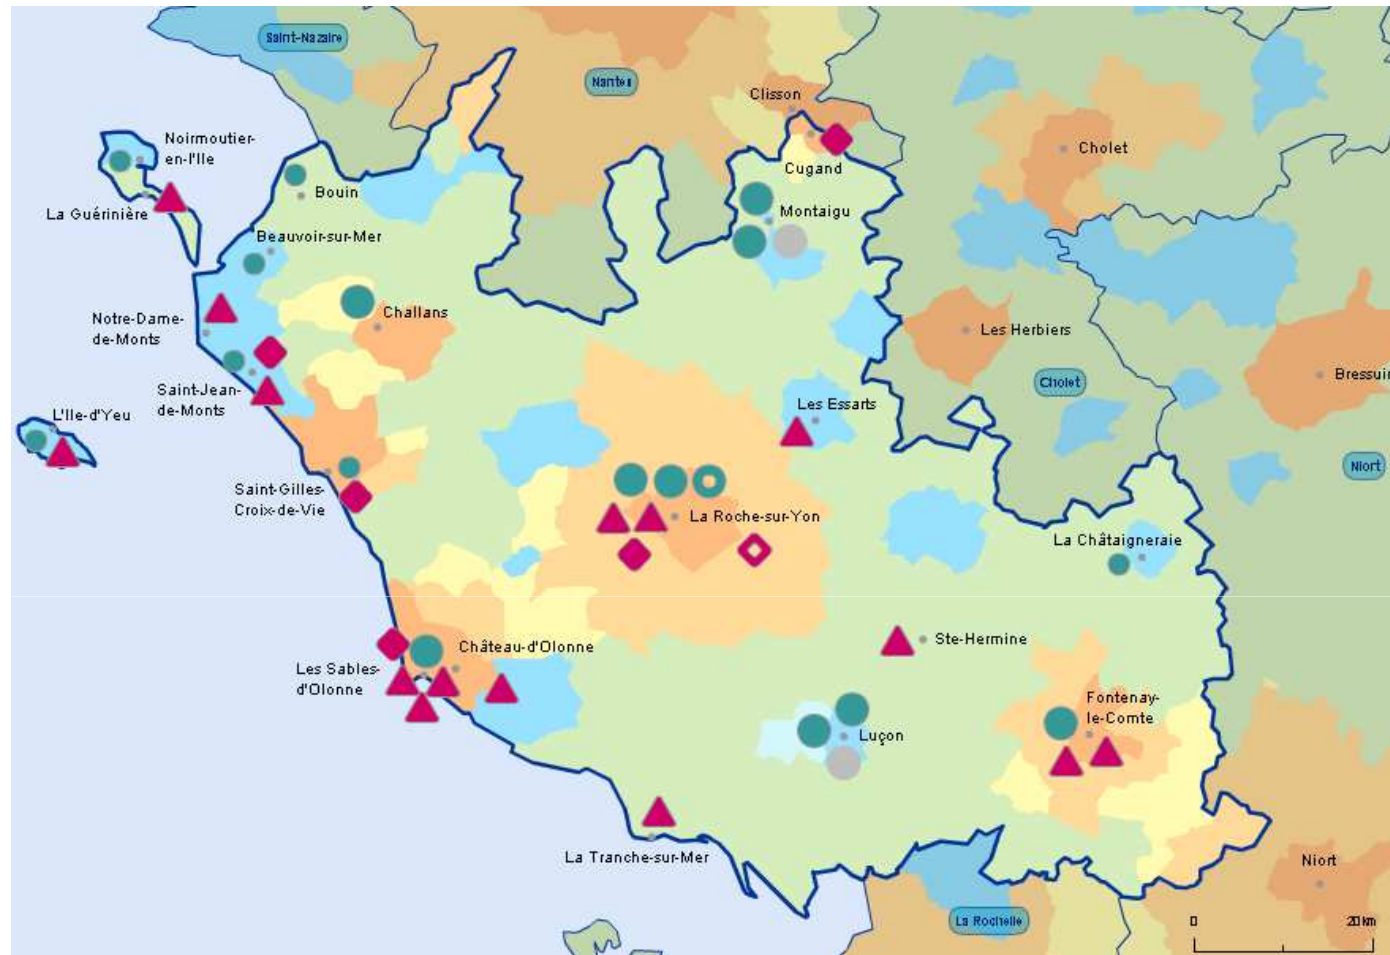 Saint-Nazaire
Nantes
Clisson
Cholet
Noirmoutier-
en-l'Ile
Cugand
Bouin
La Guérinière
Montaigu
Beauvoir-sur-Mer
Notre-Dame-
de-Monts
Challans
Les Herbiers
Saint-Jean-
de-Monts
Cholet
Bressuir
L'Ile-d'Yeu
Les Essarts
Niort
Saint-Gilles-
Croix-de-Vie
La Roche-sur-Yon
La Châtaigneraie
Château-d'Olonne
Ste-Hermine
Les Sables-
d'Olonne
Fontenay-
le-Comte
Luçon
La Tranche-sur-Mer
Niort
La Rochelle
0 20 km